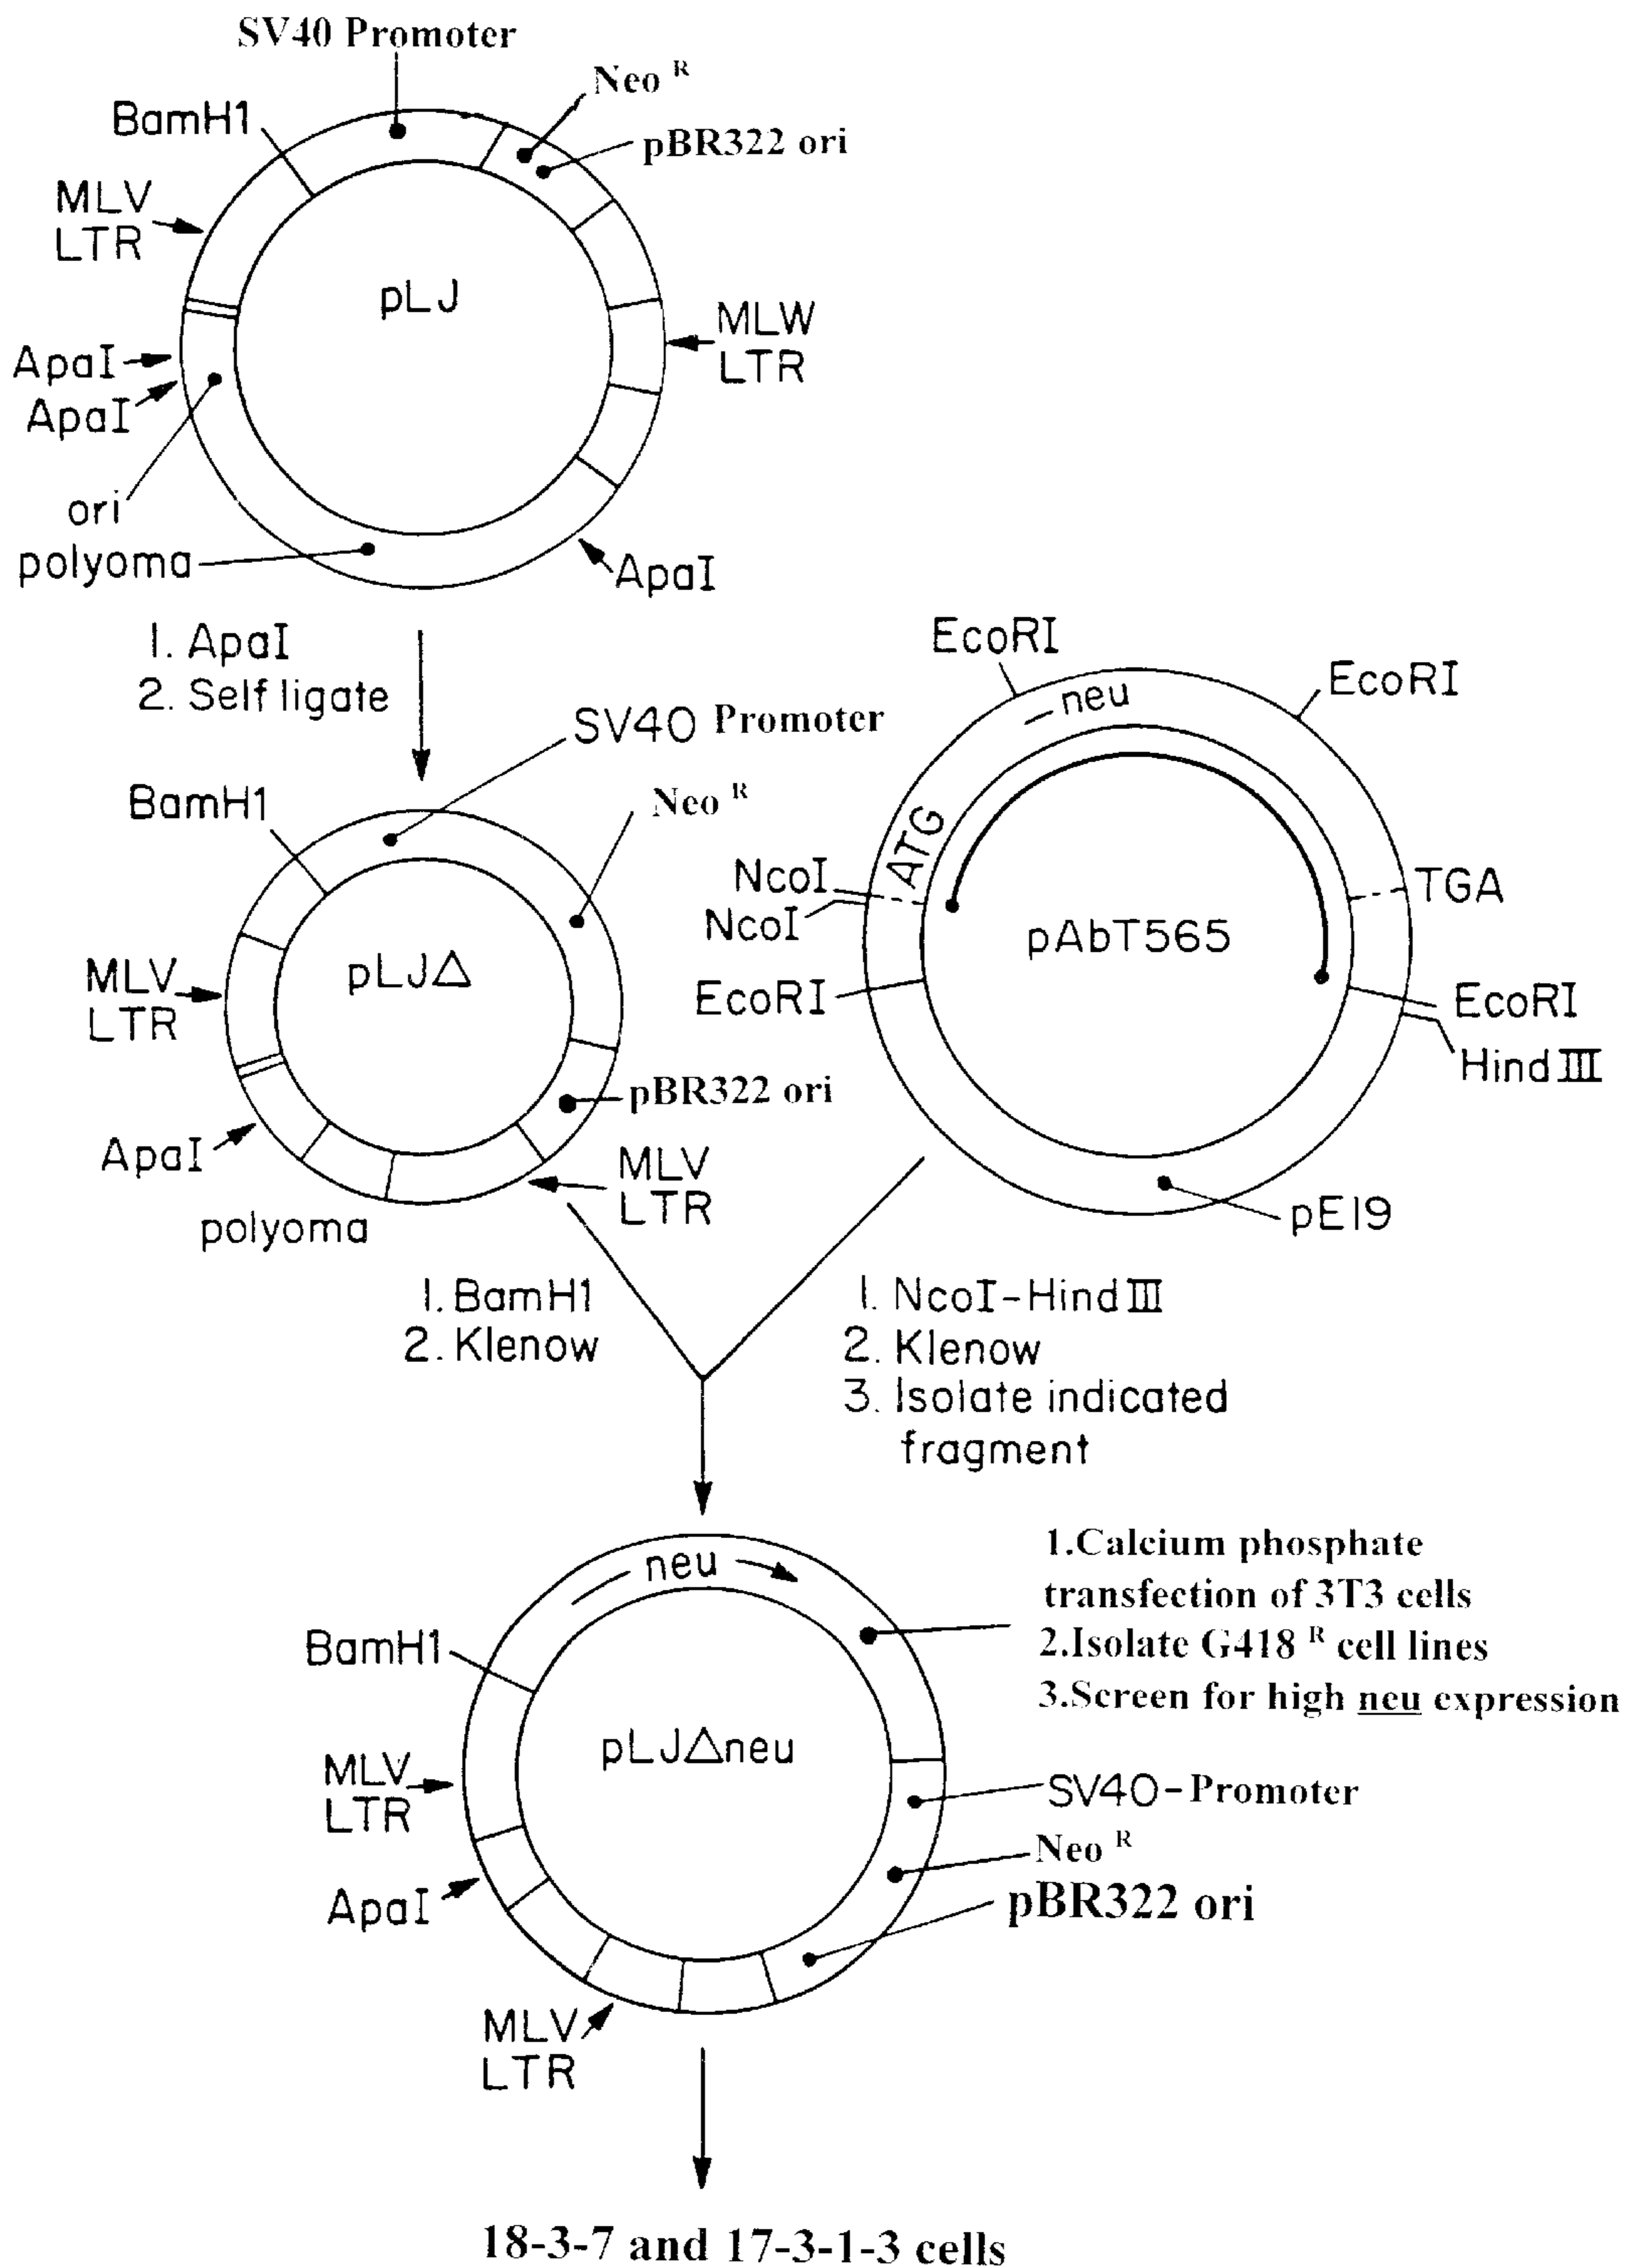 SV40 Promoter
Neo R
BamH1
pBR322 ori
MLV
LTR
pLJ
MLW
LTR
ApaI
ApaI
ori
polyoma
ApaI
1. ApaI
2. Self ligate
EcoRI
EcoRI
neu
SV40 Promoter
BamH1
Neo R
ATG
NcoI
NcoI
TGA
pAbT565
MLV
LTR
pLJΔ
EcoRI
EcoRI
Hind III
pBR322 ori
ApaI
MLV
LTR
polyoma
pE19
1. BamH1
2. Klenow
1. NcoI-Hind III
2. Klenow
3. Isolate indicated
fragment
neu
1.Calcium phosphate
transfection of 3T3 cells
2.Isolate G418 R cell lines
3.Screen for high neu expression
BamH1
pLJΔneu
MLV
LTR
SV40-Promoter
Neo R
pBR322 ori
ApaI
MLV
LTR
18-3-7 and 17-3-1-3 cells